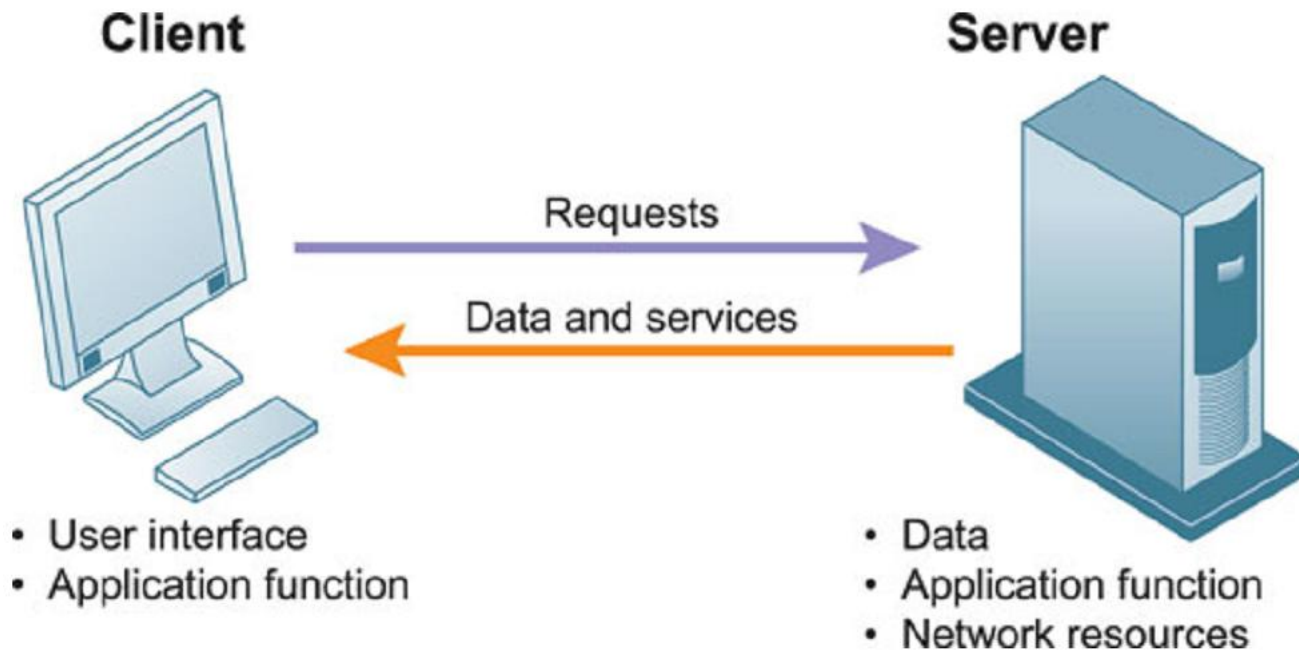 Client
Server
Requests
Data and services
• User interface
• Application function
• Data
• Application function
• Network resources